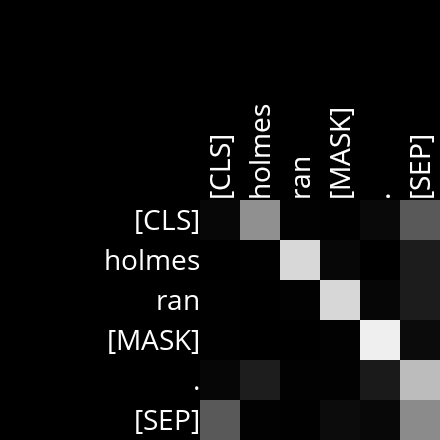 [CLS]
holmes
ran
[MASK]
.
[SEP]
[CLS]
holmes
ran
[MASK]
.
[SEP]